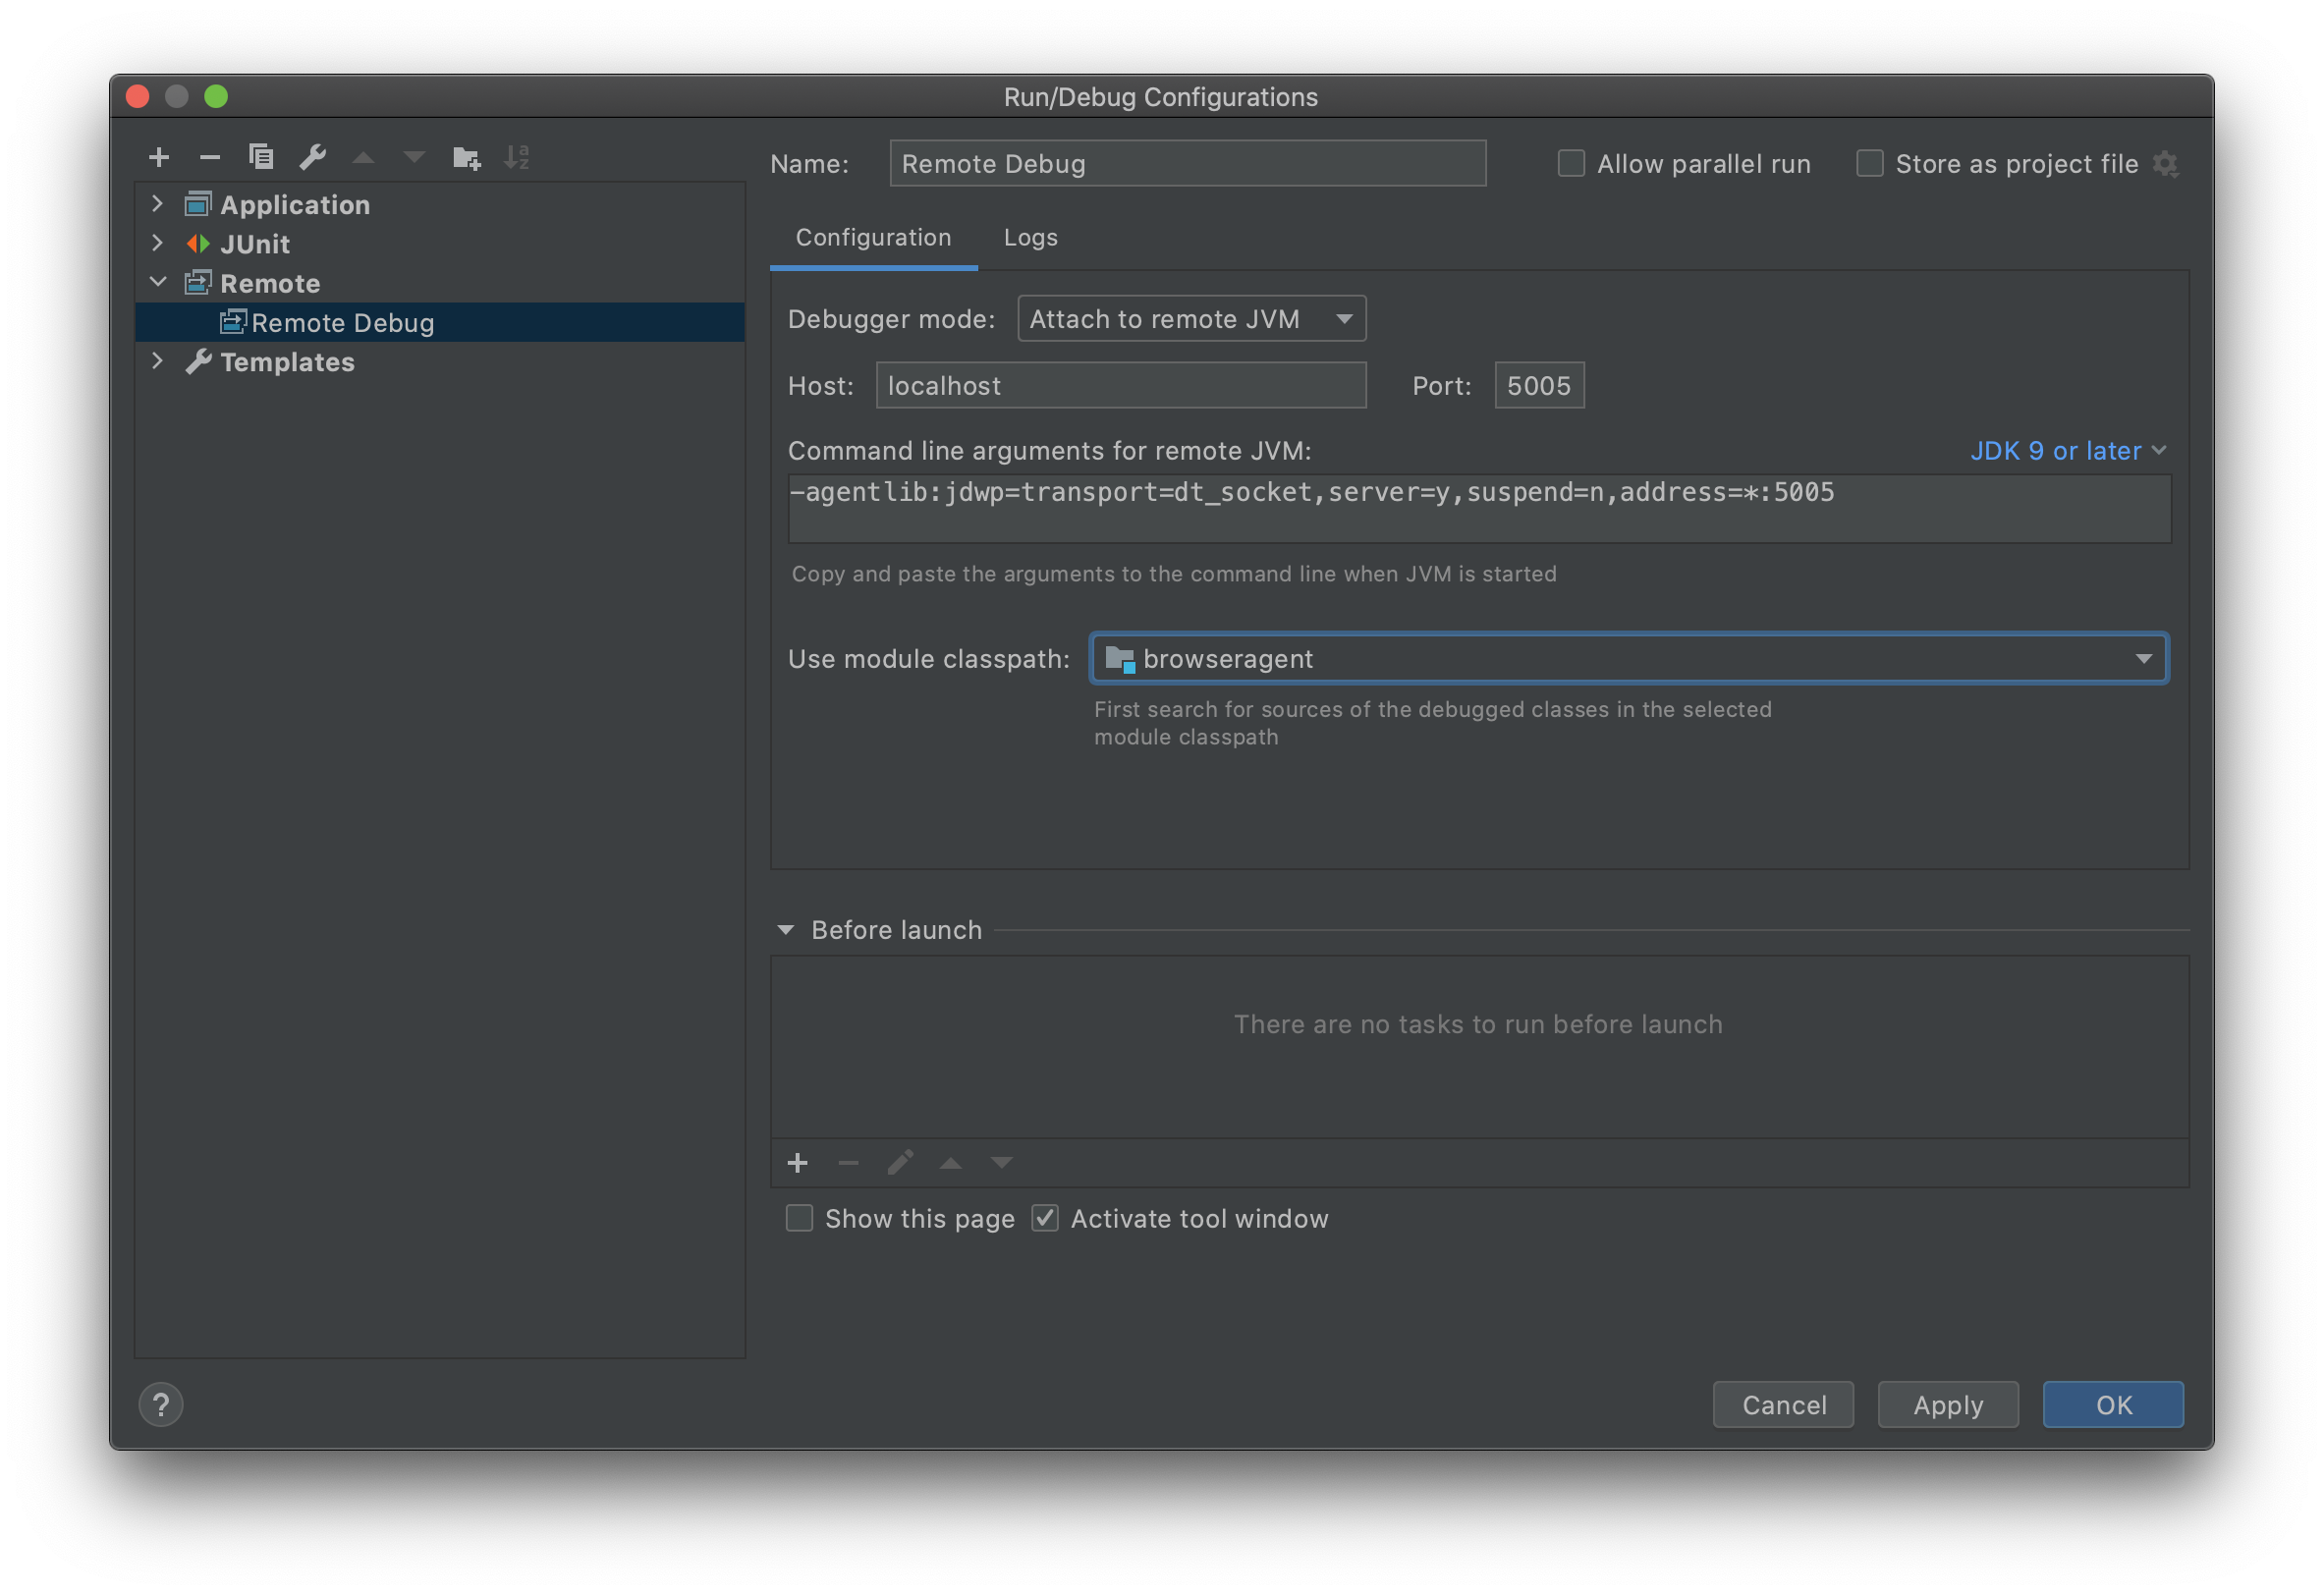 Run/Debug Configurations
Name: Remote Debug Allow parallel run Store as project file
Application
JUnit
Remote
Remote Debug
Templates
Configuration Logs
Debugger mode: Attach to remote JVM
Host: localhost Port: 5005
Command line arguments for remote JVM: JDK 9 or later
-agentlib:jdwp=transport=dt_socket,server=y,suspend=n,address=*:5005
Copy and paste the arguments to the command line when JVM is started
Use module classpath: browseragent
First search for sources of the debugged classes in the selected
module classpath
Before launch
There are no tasks to run before launch
Show this page Activate tool window
? Cancel Apply OK